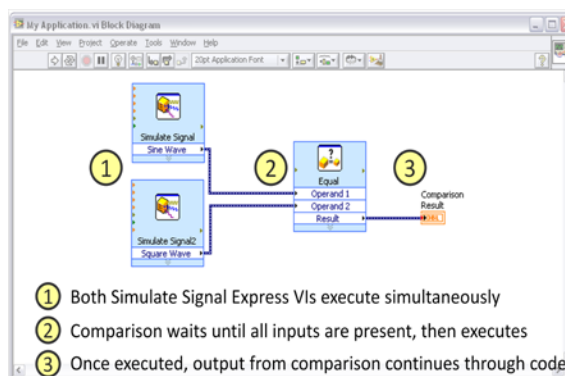 My Application.vi Block Diagram
File Edit View Project Operate Tools Window Help
20pt Application Font
Simulate Signal
Sine Wave
1
2
3
Equal
Operand 1
Operand 2
Result
Comparison
Result
Simulate Signal2
Square Wave
1 Both Simulate Signal Express VIs execute simultaneously
2 Comparison waits until all inputs are present, then executes
3 Once executed, output from comparison continues through code